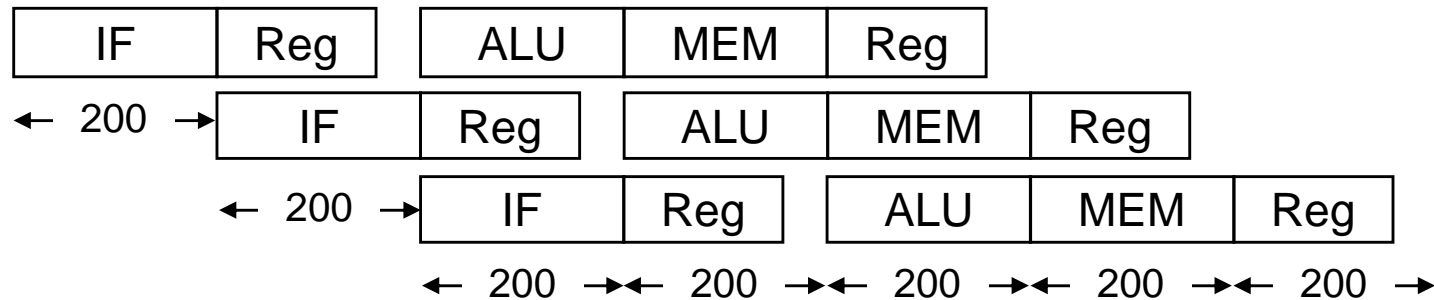 IF Reg ALU MEM Reg
200 IF Reg ALU MEM Reg
200 IF Reg ALU MEM Reg
200 200 200 200 200